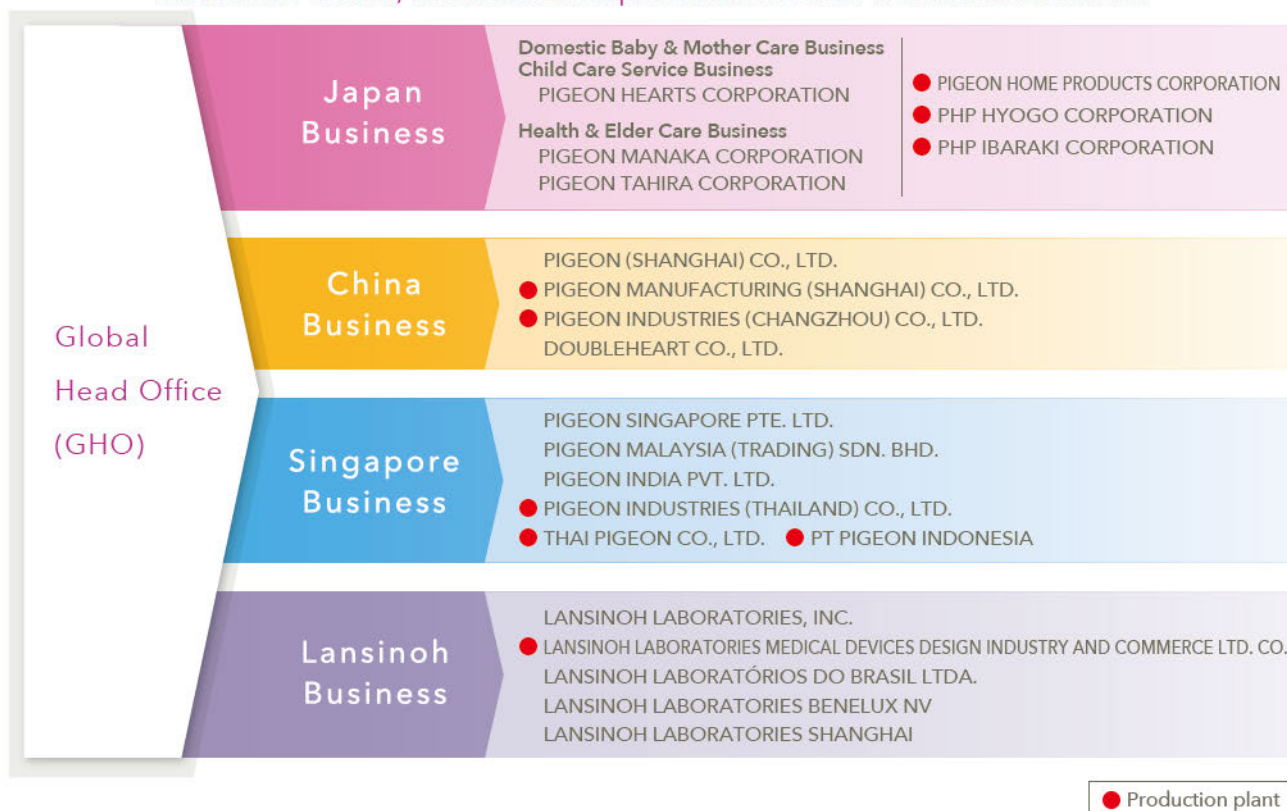 Global
Head Office
(GHO)
Japan
Business
Domestic Baby & Mother Care Business
Child Care Service Business
PIGEON HEARTS CORPORATION
Health & Elder Care Business
PIGEON MANAKA CORPORATION
PIGEON TAHIRA CORPORATION
PIGEON HOME PRODUCTS CORPORATION
PHP HYOGO CORPORATION
PHP IBARAKI CORPORATION
China
Business
PIGEON (SHANGHAI) CO., LTD.
PIGEON MANUFACTURING (SHANGHAI) CO., LTD.
PIGEON INDUSTRIES (CHANGZHOU) CO., LTD.
DOUBLEHEART CO., LTD.
Singapore
Business
PIGEON SINGAPORE PTE. LTD.
PIGEON MALAYSIA (TRADING) SDN. BHD.
PIGEON INDIA PVT. LTD.
PIGEON INDUSTRIES (THAILAND) CO., LTD.
THAI PIGEON CO., LTD. PT PIGEON INDONESIA
Lansinoh
Business
LANSINOH LABORATORIES, INC.
LANSINOH LABORATORIES MEDICAL DEVICES DESIGN INDUSTRY AND COMMERCE LTD. CO.
LANSINOH LABORATÓRIOS DO BRASIL LTDA.
LANSINOH LABORATORIES BENELUX NV
LANSINOH LABORATORIES SHANGHAI
Production plant